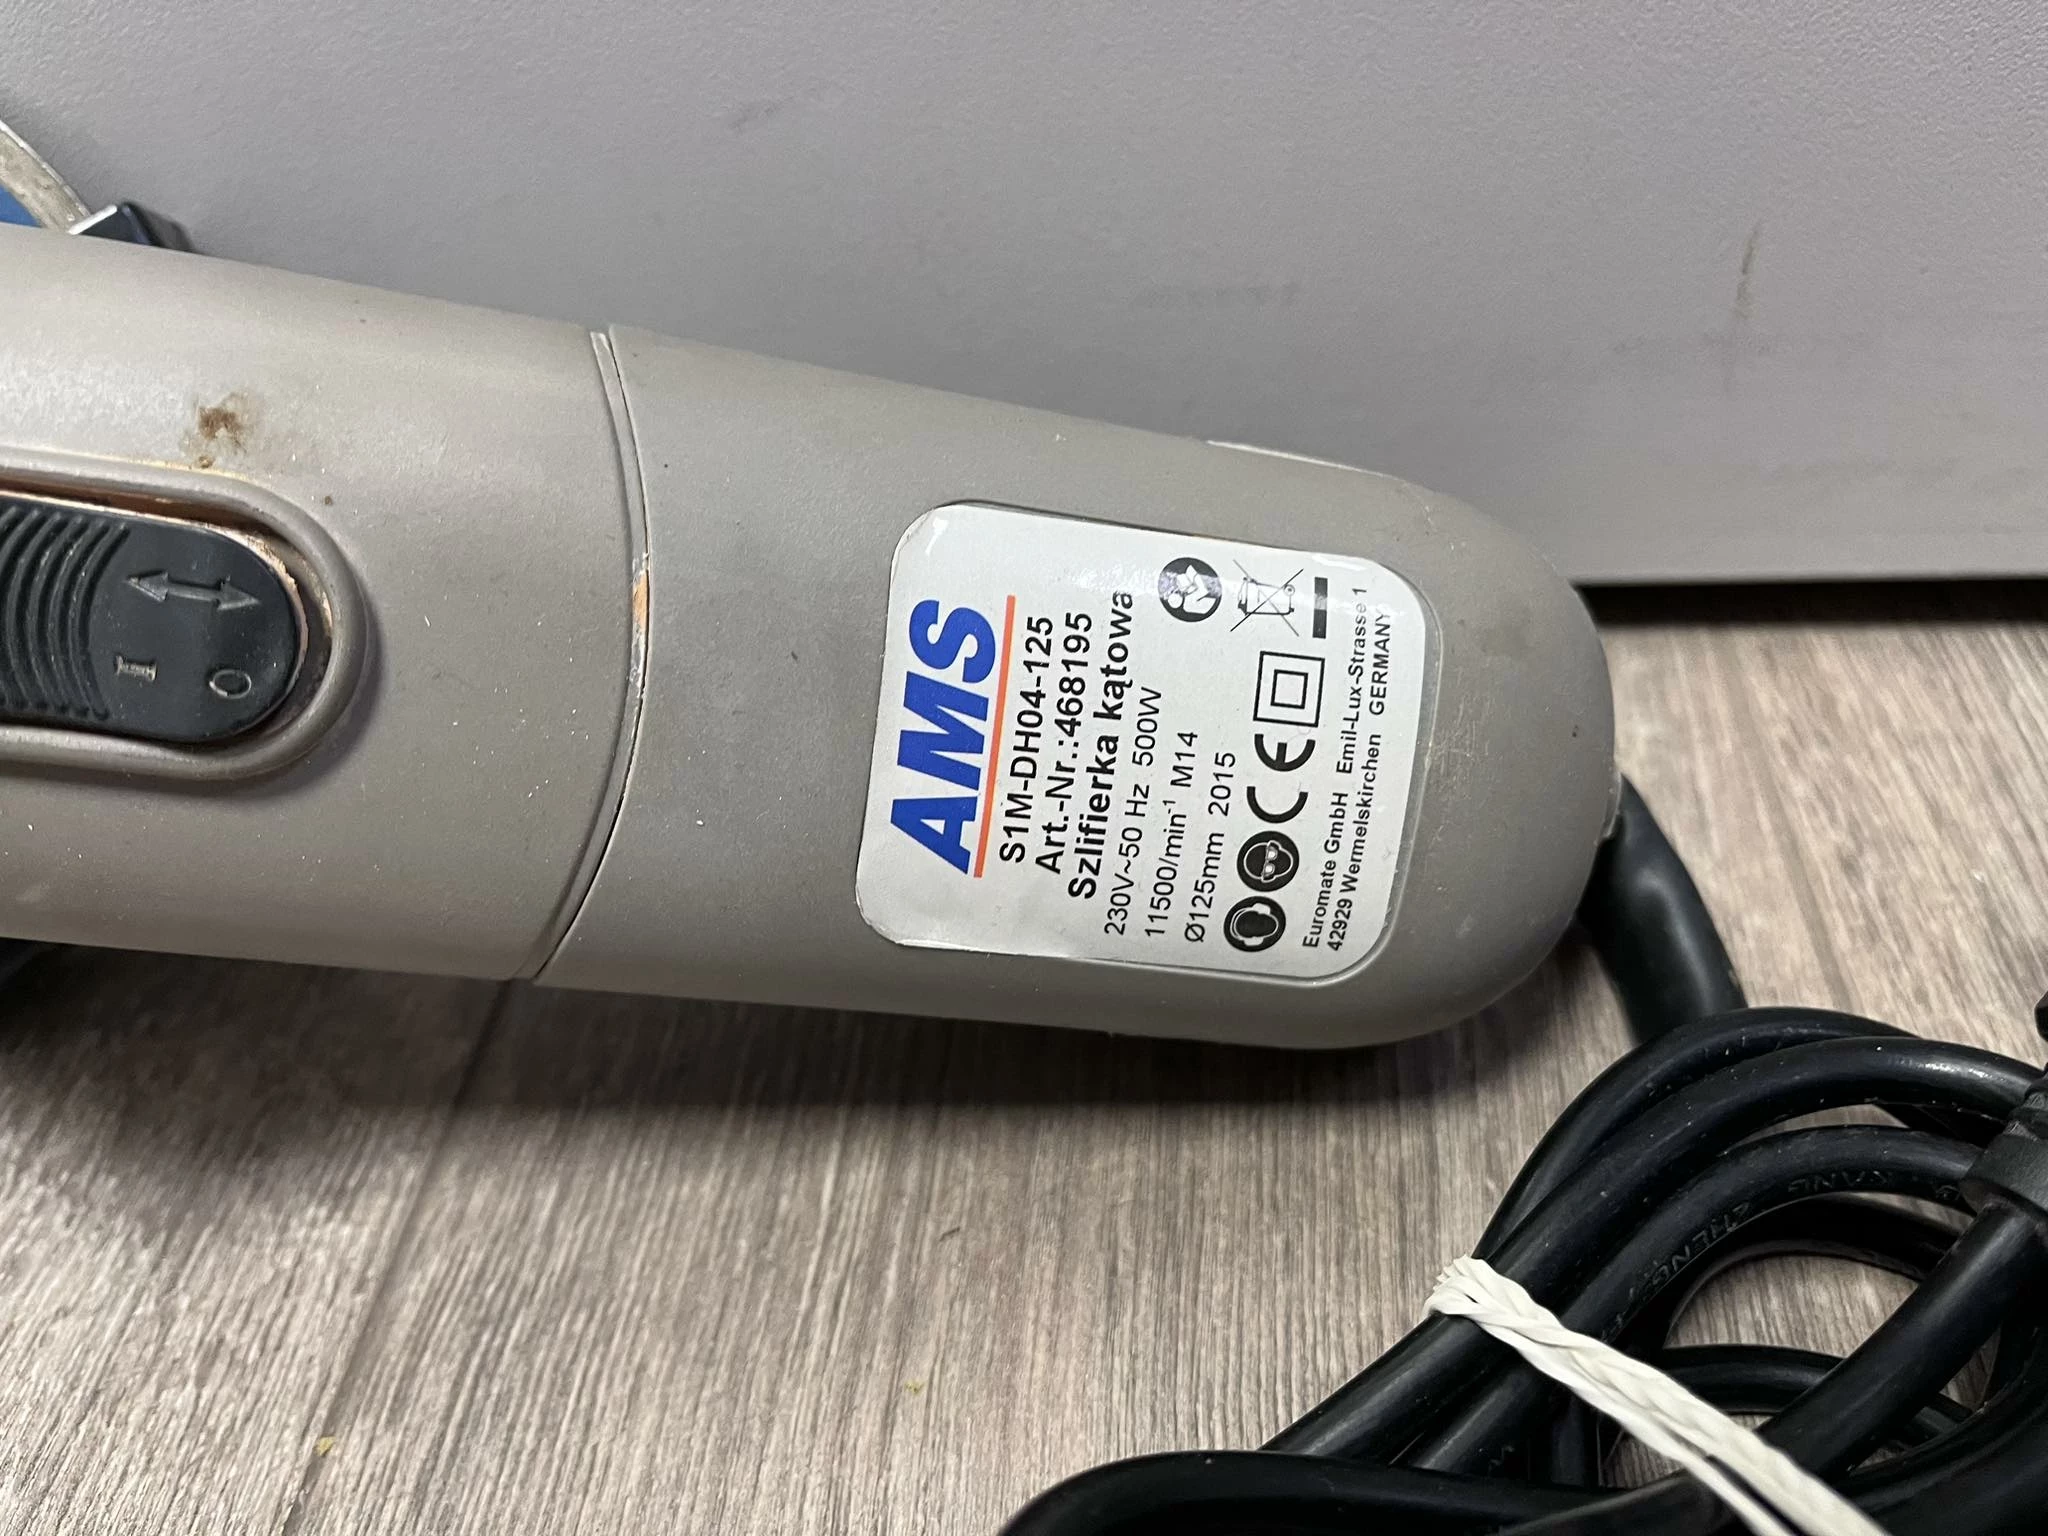 AMS
S1M-DH04-125
Art.-Nr.:468195
Szlifierka kątowa
230V~50 Hz 500W
11500/min⁻¹ M14
Ø125mm 2015
CE
Euromate GmbH Emil-Lux-Strasse 1
42929 Wermelskirchen GERMANY
I
O